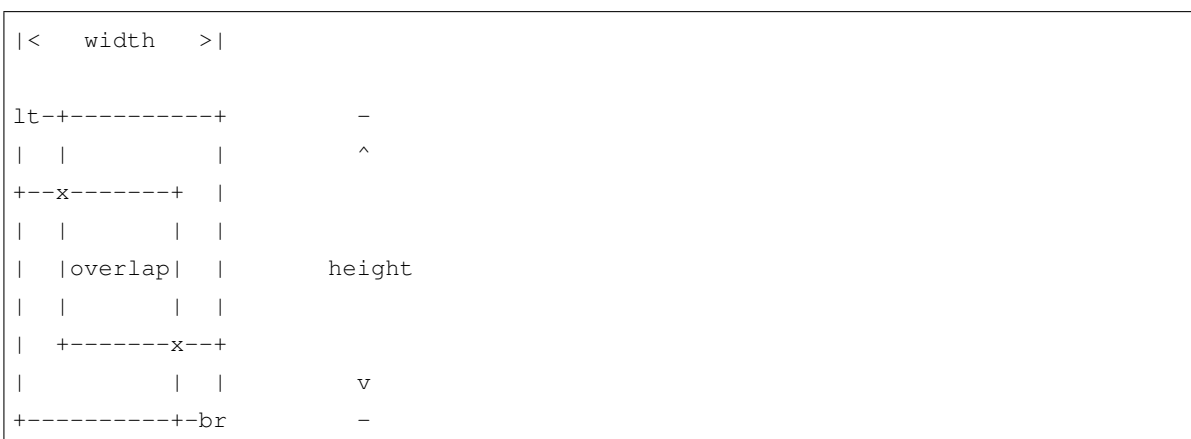 |<   width   >|
lt-+----------+         -
|  |          |         ^
+--x-------+  |
|  |       |  |
|  |overlap|  |       height
|  |       |  |
|  +-------x--+
|          |  |         v
+----------+-br         -